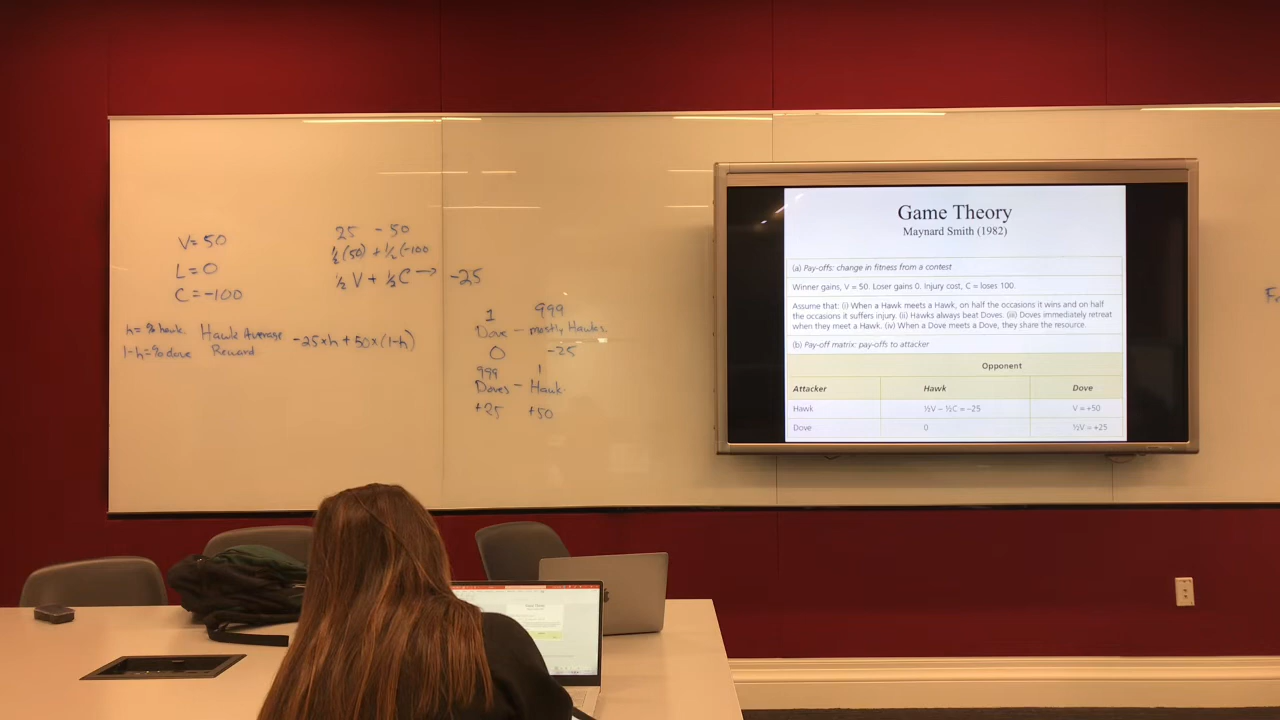 V= 50
L = 0
C = -100
25 - 50
½(50) + ½(-100
½V + ½C → -25
h = % hawk
1-h = % dove
Hawk Average
Reward
-25×h + 50×(1-h)
1 999
Dove - mostly Hawks.
0 -25
999 1
Doves - Hawk.
+25 +50
Game Theory
Maynard Smith (1982)
(a) Pay-offs: change in fitness from a contest
Winner gains, V = 50. Loser gains 0. Injury cost, C = loses 100.
Assume that: (i) When a Hawk meets a Hawk, on half the occasions it wins and on half
the occasions it suffers injury. (ii) Hawks always beat Doves. (iii) Doves immediately retreat
when they meet a Hawk. (iv) When a Dove meets a Dove, they share the resource.
(b) Pay-off matrix: pay-offs to attacker
Opponent
Attacker Hawk Dove
Hawk ½V – ½C = –25 V = +50
Dove 0 ½V = +25
Game Theory